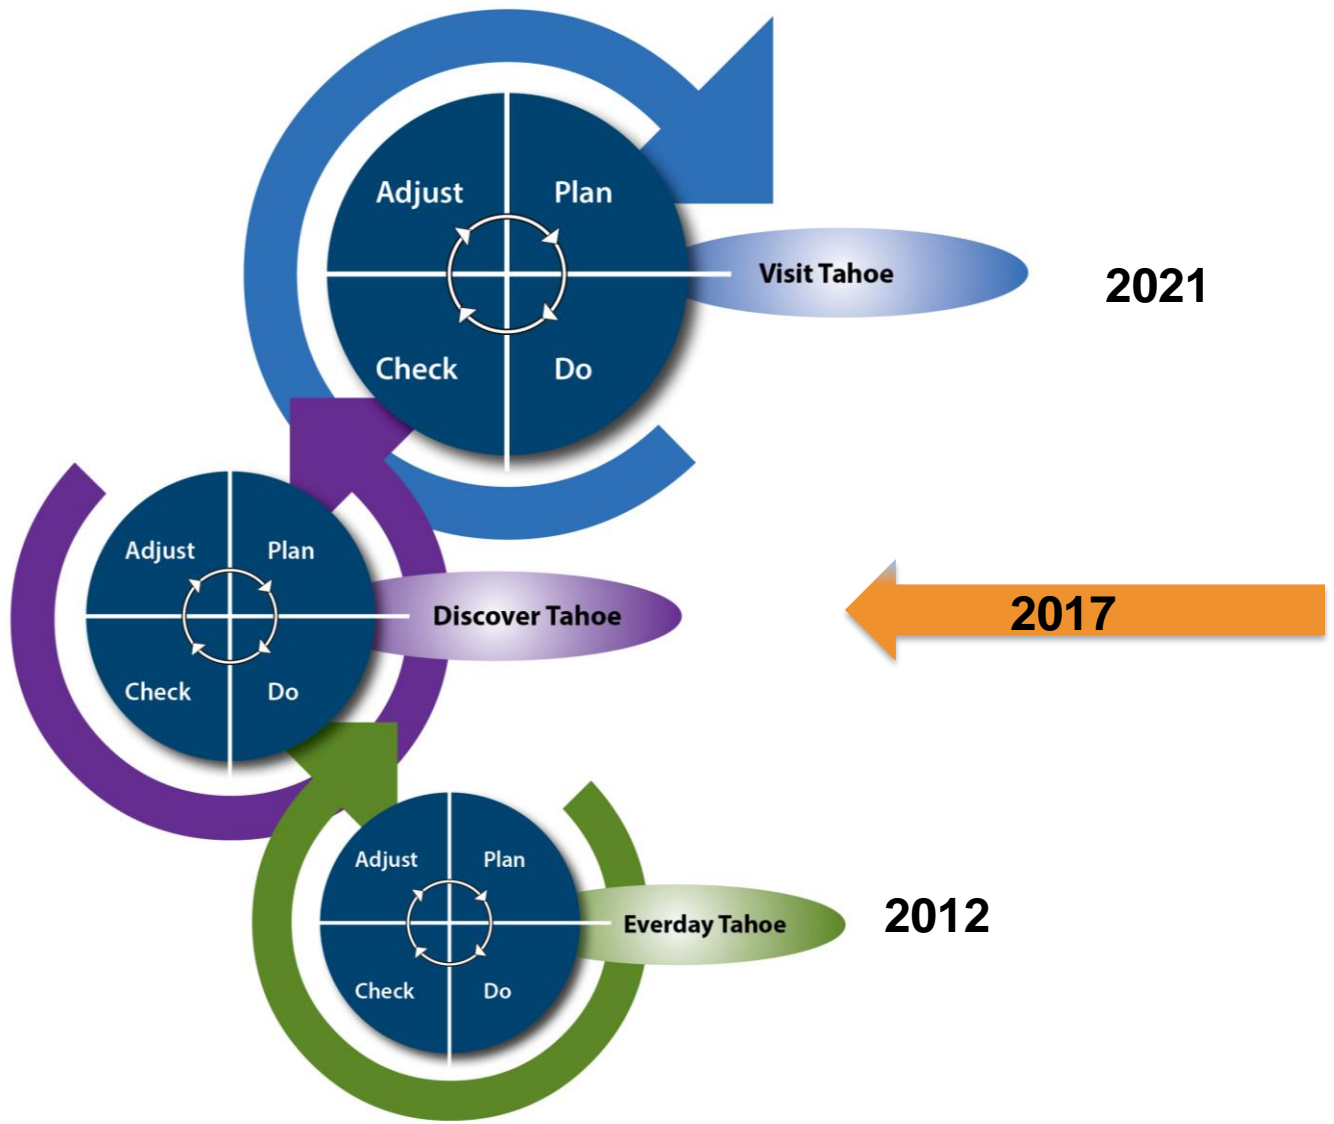 Adjust Plan
Visit Tahoe
2021
Check Do
Adjust Plan
Discover Tahoe
2017
Check Do
Adjust Plan
Everday Tahoe
2012
Check Do